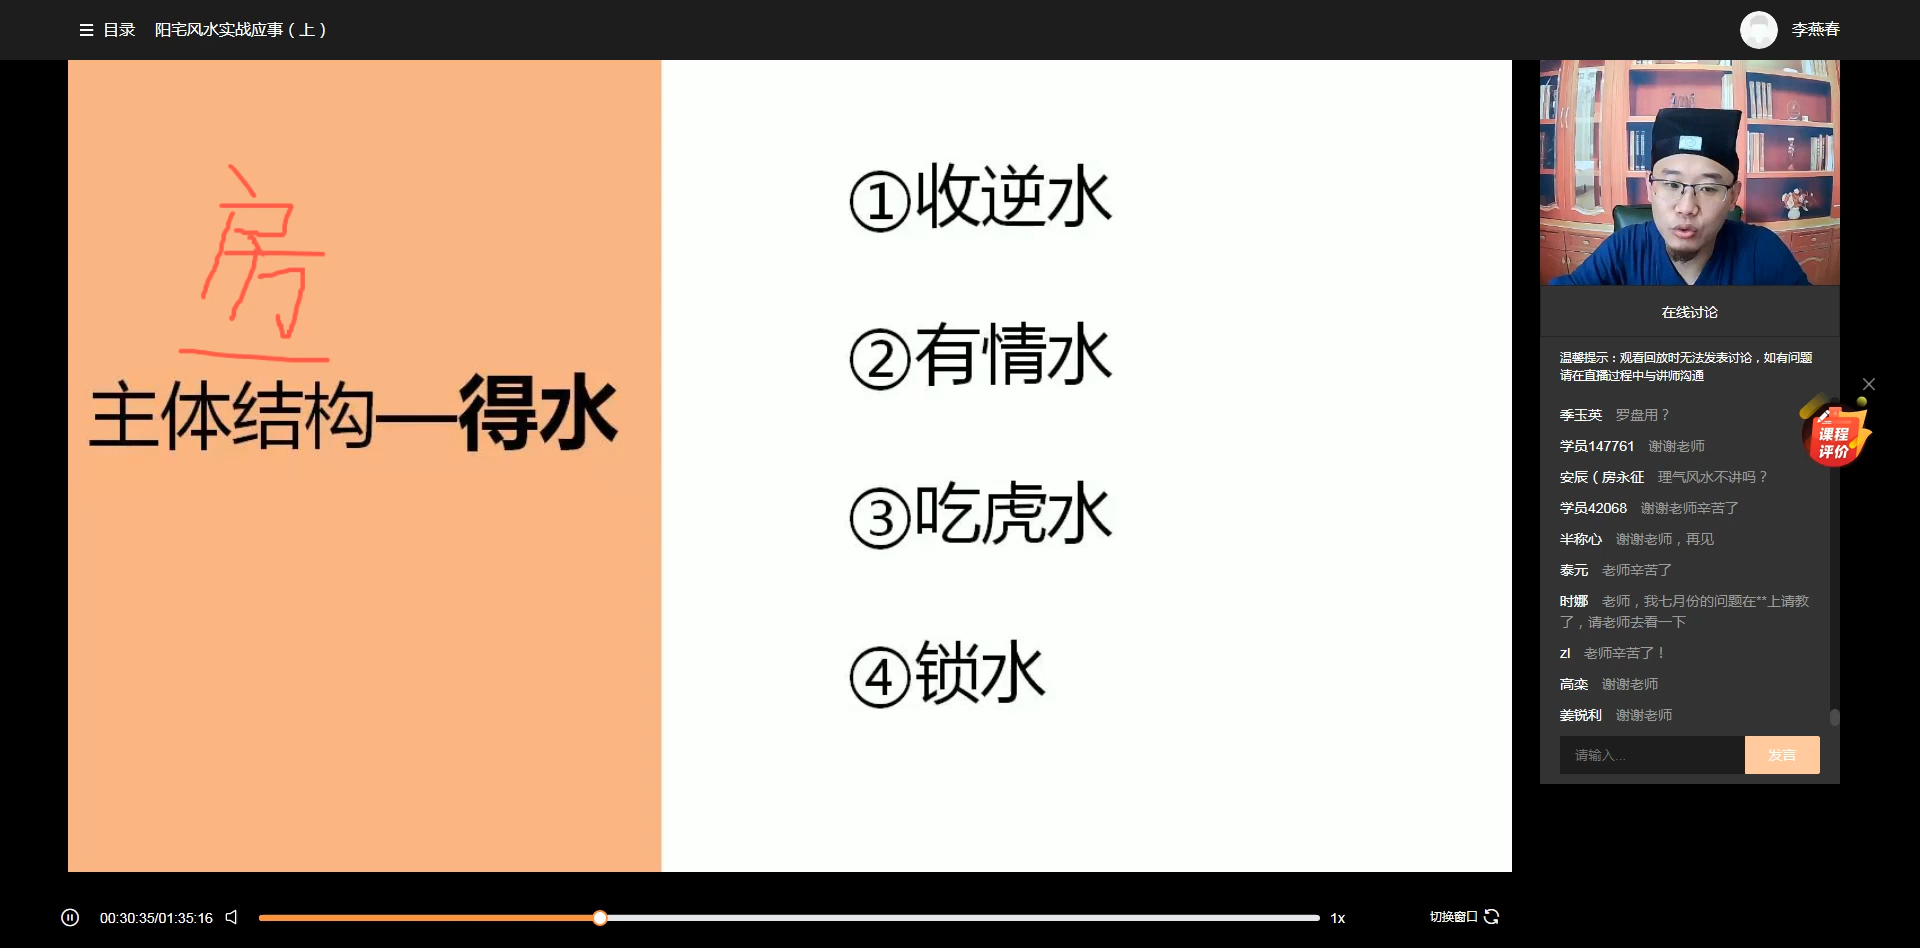 目录 阳宅风水实战应事（上）
李燕春
房
主体结构—得水
①收逆水
②有情水
③吃虎水
④锁水
在线讨论
温馨提示：观看回放时无法发表讨论，如有问题
请在直播过程中与讲师沟通
季玉英 罗盘用？
学员147761 谢谢老师
安辰（房永征 理气风水不讲吗？
学员42068 谢谢老师辛苦了
半称心 谢谢老师，再见
泰元 老师辛苦了
时娜 老师，我七月份的问题在**上请教
了，请老师去看一下
zl 老师辛苦了！
高栾 谢谢老师
姜锐利 谢谢老师
课程
评价
请输入...
发言
00:30:35/01:35:16
1x
切换窗口